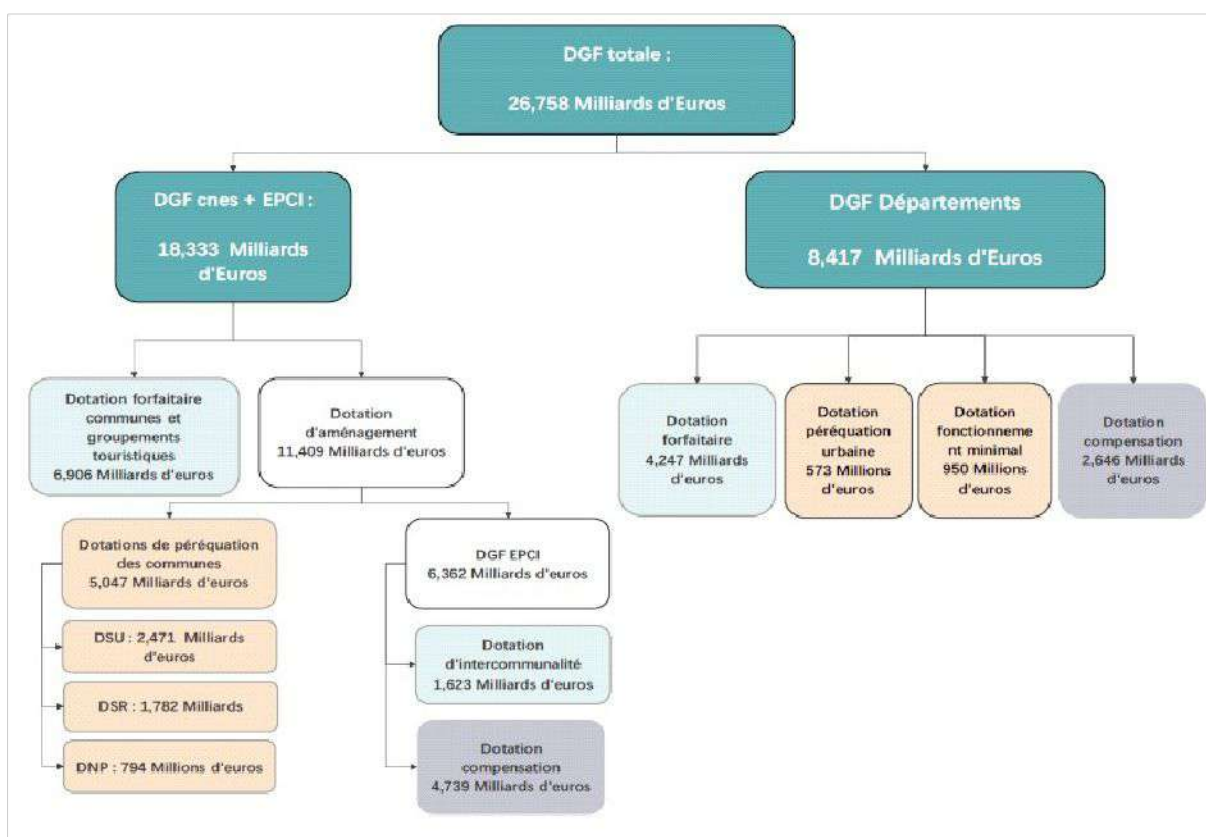 DGF totale :
26,758 Milliards d'Euros
DGF cnes + EPCI :
18,333 Milliards
d'Euros
DGF Départements
8,417 Milliards d'Euros
Dotation forfaitaire
communes et
groupements
touristiques
6,906 Milliards d'euros
Dotation
d'aménagement
11,409 Milliards d'euros
Dotation
forfaitaire
4,247 Milliards
d'euros
Dotation
péréquation
urbaine
573 Millions
d'euros
Dotation
fonctionneme
nt minimal
950 Millions
d'euros
Dotation
compensation
2,646 Milliards
d'euros
Dotations de péréquation
des communes
5,047 Milliards d'euros
DSU : 2,471 Milliards
d'euros
DSR : 1,782 Milliards
DNP : 794 Millions d'euros
DGF EPCI
6,362 Milliards d'euros
Dotation
d'intercommunalité
1,623 Milliards d'euros
Dotation
compensation
4,739 Milliards d'euros